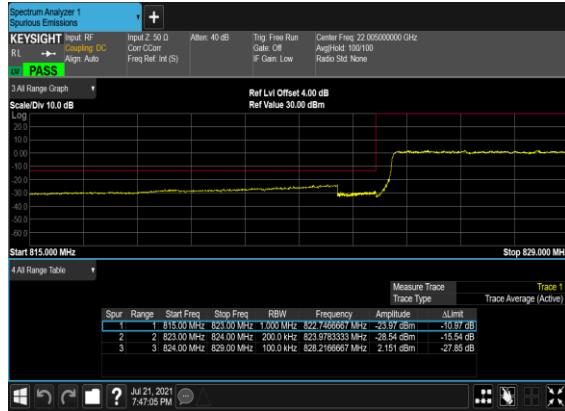 Spectrum Analyzer 1
Spurious Emissions
+
KEYSIGHT Input: RF Input Z: 50 Ω Atten: 40 dB Trig: Free Run Center Freq: 22.005000000 GHz
RL Coupling: DC Corr CCorr Gate: Off Avg|Hold: 100/100
Align: Auto Freq Ref: Int (S) IF Gain: Low Radio Std: None
PASS
3 All Range Graph
Ref Lvl Offset 4.00 dB
Scale/Div 10.0 dB Ref Value 30.00 dBm
Log
20.0
10.0
0.00
-10.0
-20.0
-30.0
-40.0
-50.0
-60.0
Start 815.000 MHz Stop 829.000 MH
4 All Range Table
Measure Trace Trace 1
Trace Type Trace Average (Active)
Spur Range Start Freq Stop Freq RBW Frequency Amplitude ΔLimit
1 1 815.00 MHz 823.00 MHz 1.000 MHz 822.7466667 MHz -23.97 dBm -10.97 dB
2 2 823.00 MHz 824.00 MHz 200.0 kHz 823.9783333 MHz -28.54 dBm -15.54 dB
3 3 824.00 MHz 829.00 MHz 100.0 kHz 828.2166667 MHz 2.151 dBm -27.85 dB
? Jul 21, 2021
7:47:05 PM